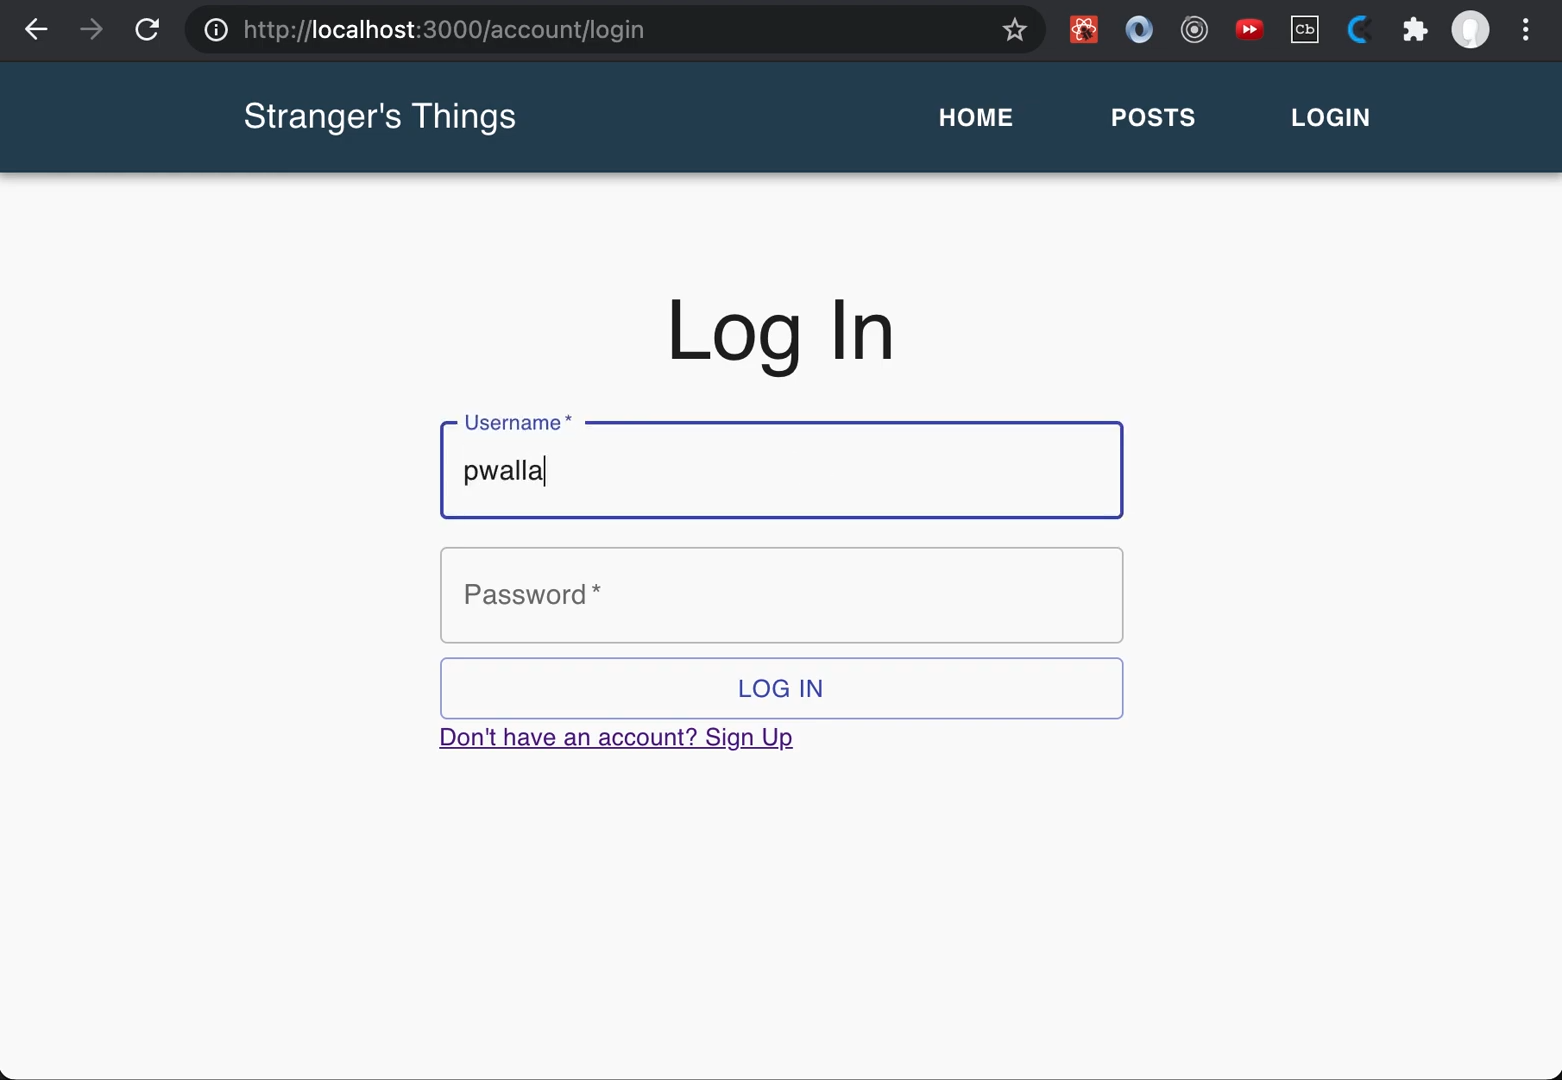 http://localhost:3000/account/login
Cb
Stranger's Things
HOME
POSTS
LOGIN
Log In
Username *
pwalla
Password *
LOG IN
Don't have an account? Sign Up